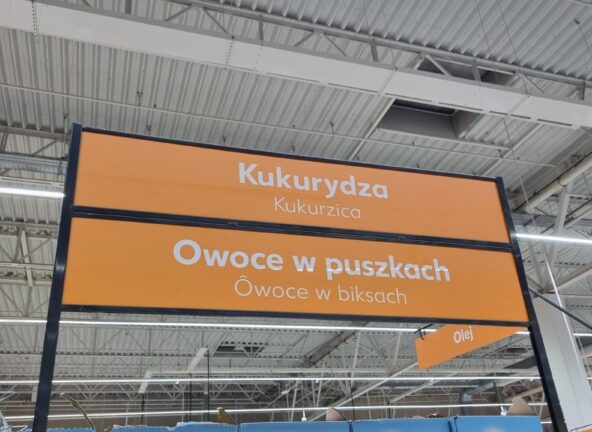 Kukurydza
Kukurzica
Owoce w puszkach
Ôwoce w biksach
Olej